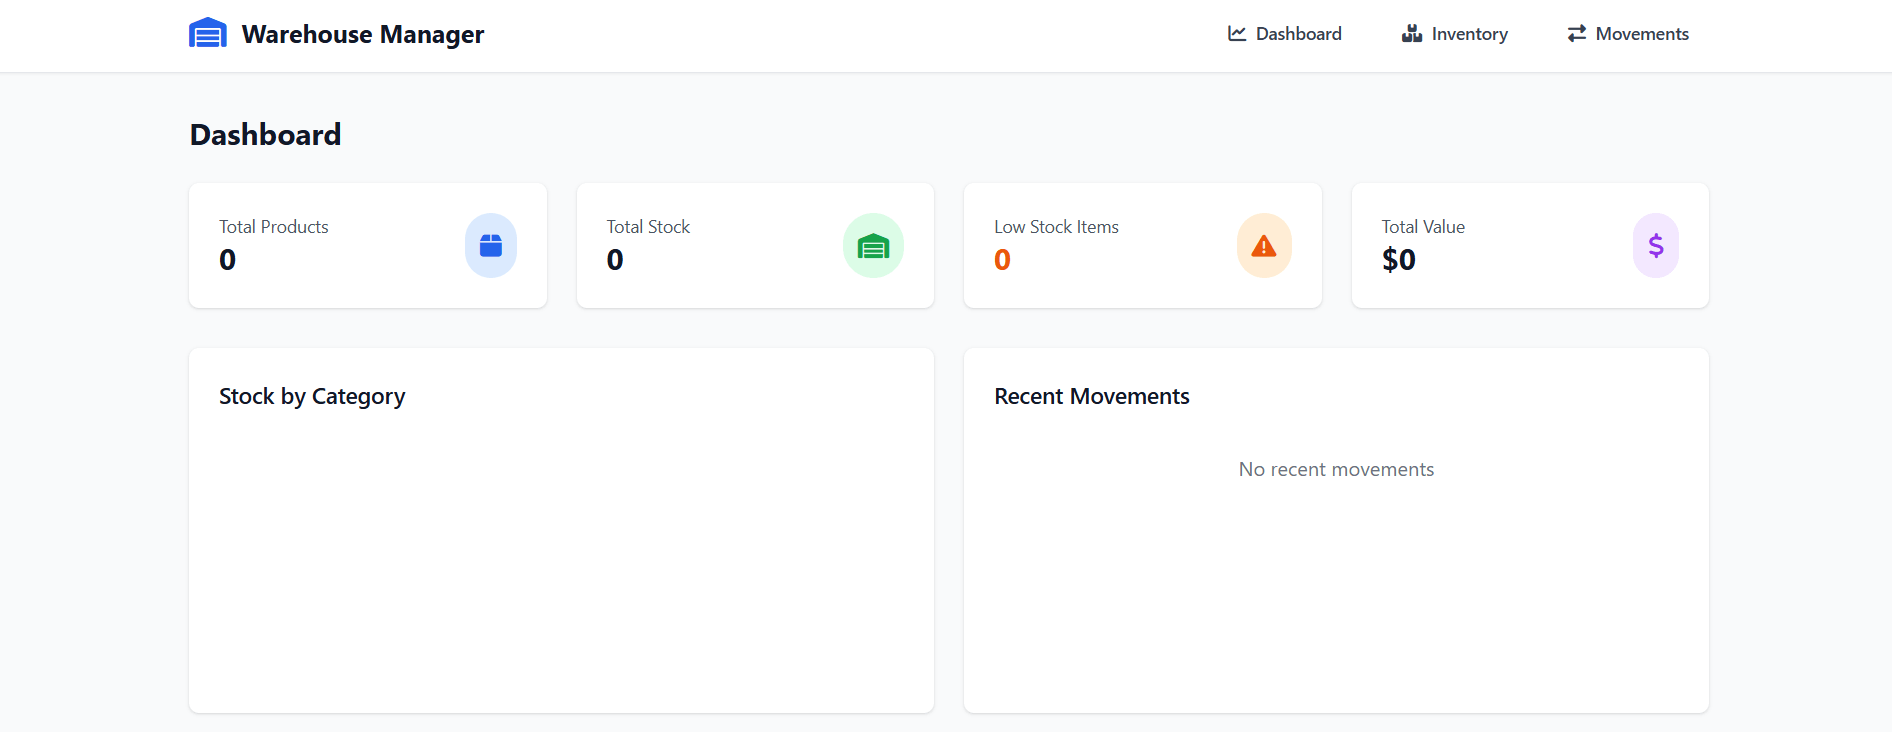 Warehouse Manager
Dashboard
Inventory
Movements
Dashboard
Total Products
0
Total Stock
0
Low Stock Items
0
Total Value
$0
Stock by Category
Recent Movements
No recent movements